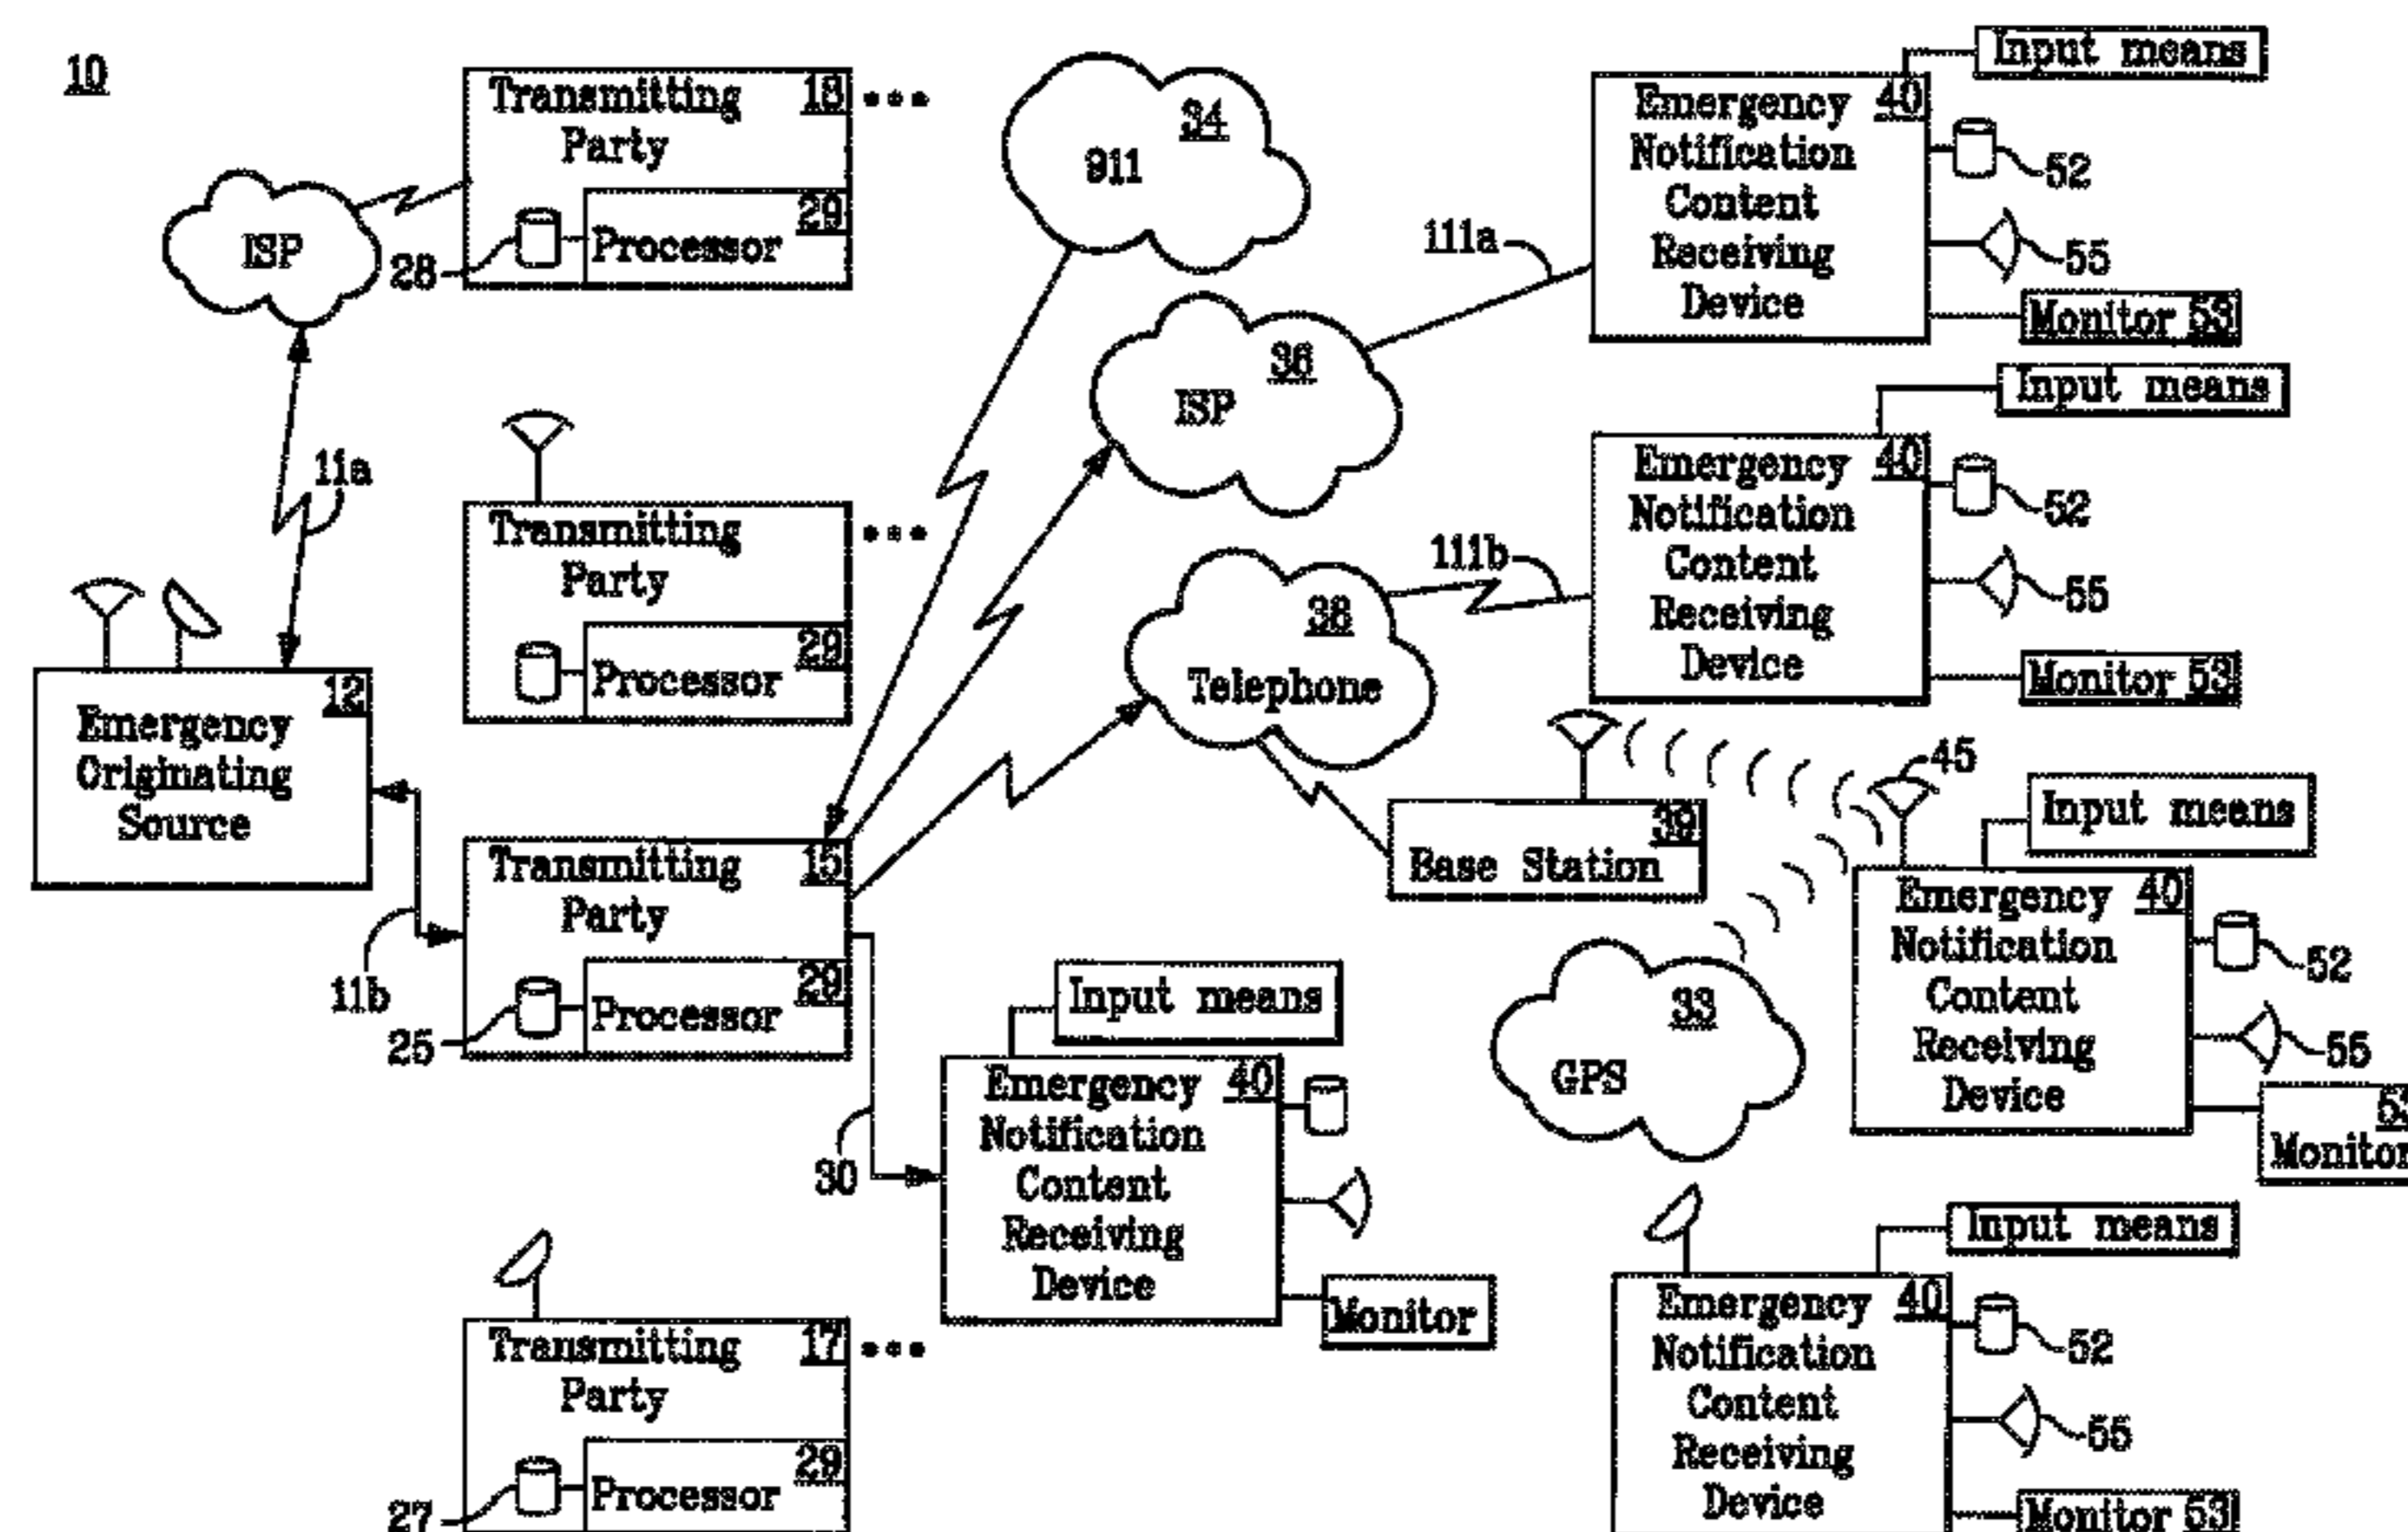 10
Transmitting 18
Party
Processor 29
28
ISP
11a
Transmitting
Party
Processor 29
12
Emergency
Originating
Source
11b
Transmitting 15
Party
Processor 29
25
30
Transmitting 17
Party
Processor 29
27
34
911
36
ISP
38
Telephone
111a
111b
Base Station 39
33
GPS
Input means
Emergency 40
Notification
Content
Receiving
Device
Monitor
Input means
Emergency 40
Notification
Content
Receiving
Device
52
55
Monitor 53
Input means
Emergency 40
Notification
Content
Receiving
Device
52
55
Monitor 53
45
Input means
Emergency 40
Notification
Content
Receiving
Device
52
55
Monitor
Input means
Emergency 40
Notification
Content
Receiving
Device
52
55
Monitor 53